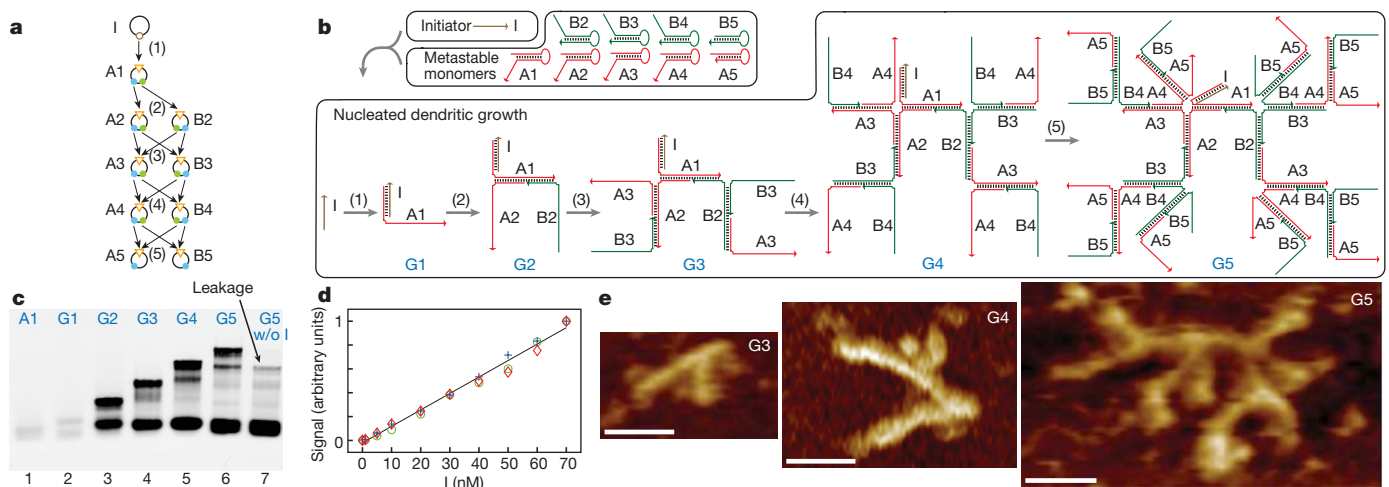 a
I
(1)
A1
(2)
A2 B2
(3)
A3 B3
(4)
A4 B4
(5)
A5 B5
b
Initiator I
Metastable
monomers
B2 B3 B4 B5
A1 A2 A3 A4 A5
Nucleated dendritic growth
I (1) I A1
G1
(2) I A1
A2 B2
G2
(3) I A1
A3 A2 B2 B3
B3 A3
G3
(4)
B4 A4 I A1 B4 A4
A3 A2 B2 B3
B3 A3
A4 B4 A4 B4
G4
(5)
A5 B5 A5 I A1 B5 A5 B5
B5 B4 A4 A4 B4 A5
A3 A2 B2 B3
B3 A3
A5 A4 B4 A4 B4 B5
B5 B5 A5 A5 B5 A5
G5
c
Leakage
A1 G1 G2 G3 G4 G5 G5
w/o I
1 2 3 4 5 6 7
d
Signal (arbitrary units)
1
0
0 10 20 30 40 50 60 70
I (nM)
e
G3
G4
G5